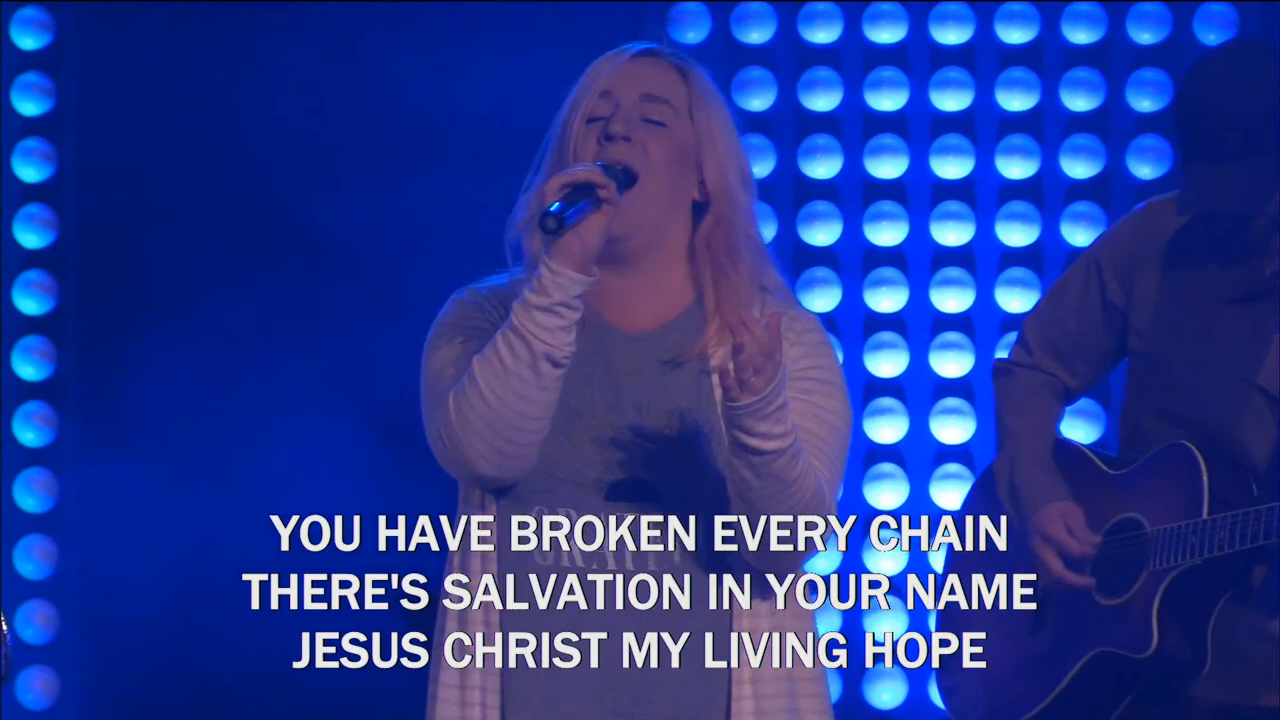 YOU HAVE BROKEN EVERY CHAIN
THERE'S SALVATION IN YOUR NAME
JESUS CHRIST MY LIVING HOPE